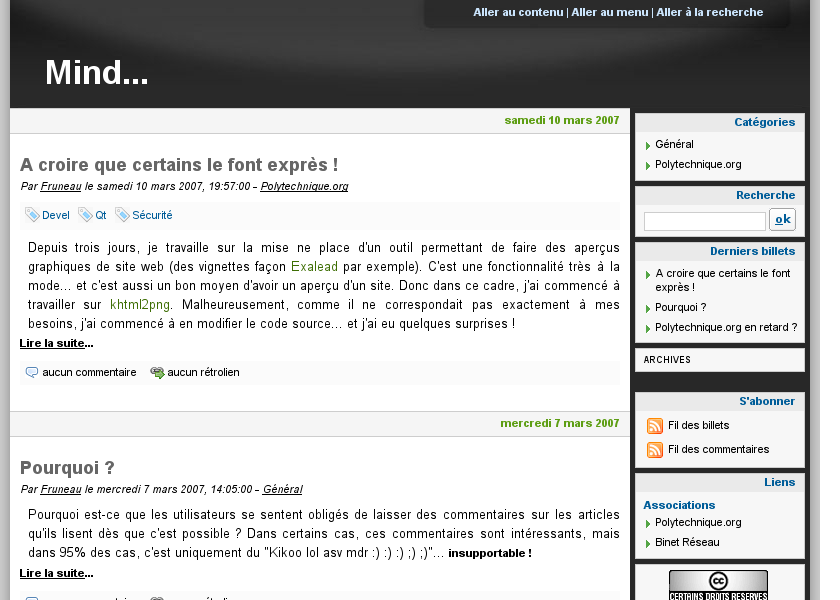 Aller au contenu | Aller au menu | Aller à la recherche
Mind...
samedi 10 mars 2007
A croire que certains le font exprès !
Par Fruneau le samedi 10 mars 2007, 19:57:00 - Polytechnique.org
Devel Qt Sécurité
Depuis trois jours, je travaille sur la mise ne place d'un outil permettant de faire des aperçus
graphiques de site web (des vignettes façon Exalead par exemple). C'est une fonctionnalité très à la
mode... et c'est aussi un bon moyen d'avoir un aperçu d'un site. Donc dans ce cadre, j'ai commencé à
travailler sur khtml2png. Malheureusement, comme il ne correspondait pas exactement à mes
besoins, j'ai commencé à en modifier le code source... et j'ai eu quelques surprises !
Lire la suite...
aucun commentaire aucun rétrolien
mercredi 7 mars 2007
Pourquoi ?
Par Fruneau le mercredi 7 mars 2007, 14:05:00 - Général
Pourquoi est-ce que les utilisateurs se sentent obligés de laisser des commentaires sur les articles
qu'ils lisent dès que c'est possible ? Dans certains cas, ces commentaires sont intéressants, mais
dans 95% des cas, c'est uniquement du "Kikoo lol asv mdr :) :) :) ;) ;)"... insupportable !
Lire la suite...
Catégories
Général
Polytechnique.org
Recherche
ok
Derniers billets
A croire que certains le font
exprès !
Pourquoi ?
Polytechnique.org en retard ?
ARCHIVES
S'abonner
Fil des billets
Fil des commentaires
Liens
Associations
Polytechnique.org
Binet Réseau
cc
CERTAINS DROITS RESERVES